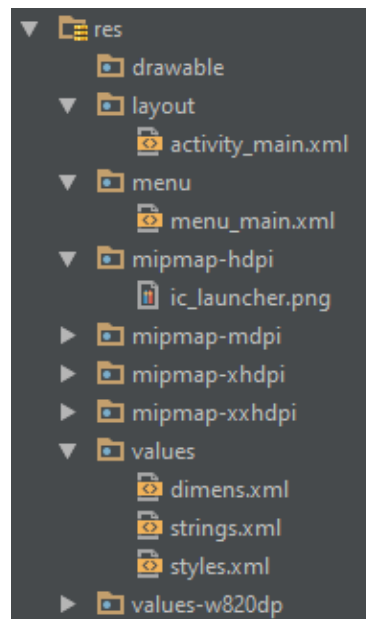 res
drawable
layout
activity_main.xml
menu
menu_main.xml
mipmap-hdpi
ic_launcher.png
mipmap-mdpi
mipmap-xhdpi
mipmap-xxhdpi
values
dimens.xml
strings.xml
styles.xml
values-w820dp